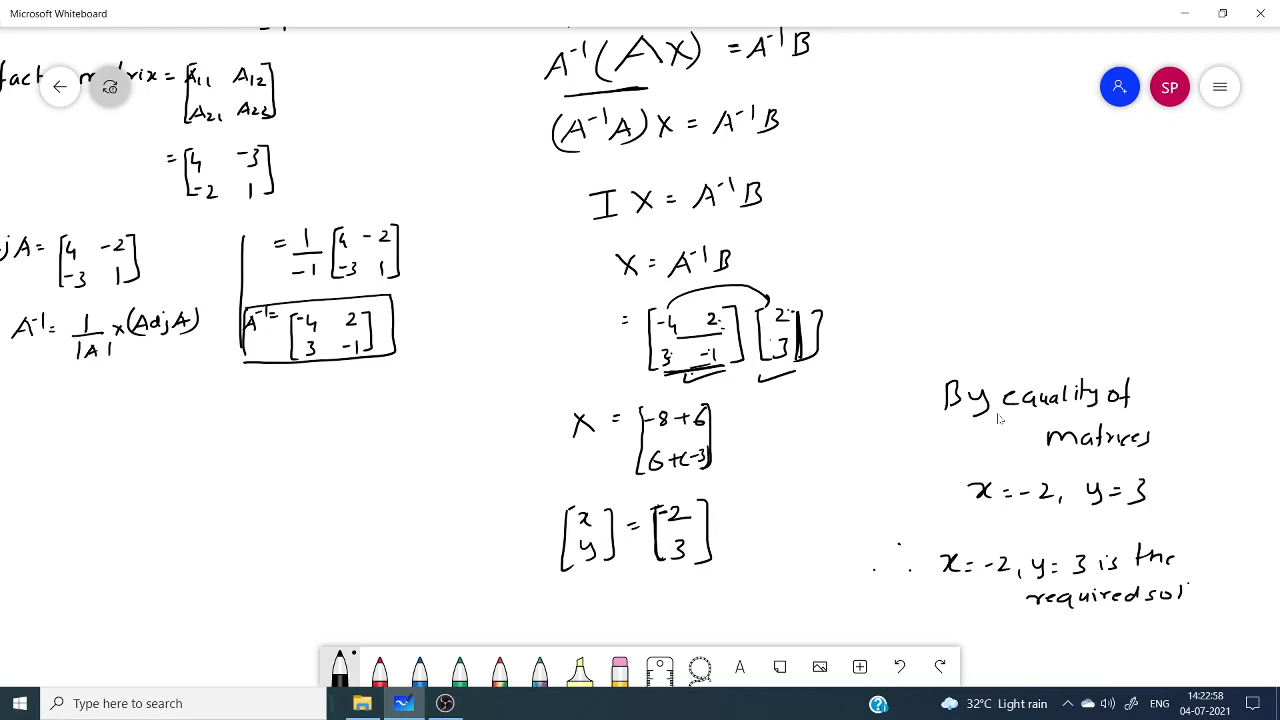 Microsoft Whiteboard
matrix = [A11 A12
A21 A22]
= [4 -3
-2 1]
j A = [4 -2
-3 1]
A⁻¹ = 1/|A| × (Adj A)
= 1/-1 [4 -2
-3 1]
A⁻¹ = [-4 2
3 -1]
A⁻¹(AX) = A⁻¹B
(A⁻¹A)X = A⁻¹B
I X = A⁻¹B
X = A⁻¹B
= [-4 2
3 -1] [2
3]
X = [-8+6
6+(-3)]
[x
y] = [-2
3]
By equality of
matrices
x = -2, y = 3
∴ x = -2, y = 3 is the
required sol
SP
A
Type here to search
32°C Light rain
ENG
14:22:58
04-07-2021